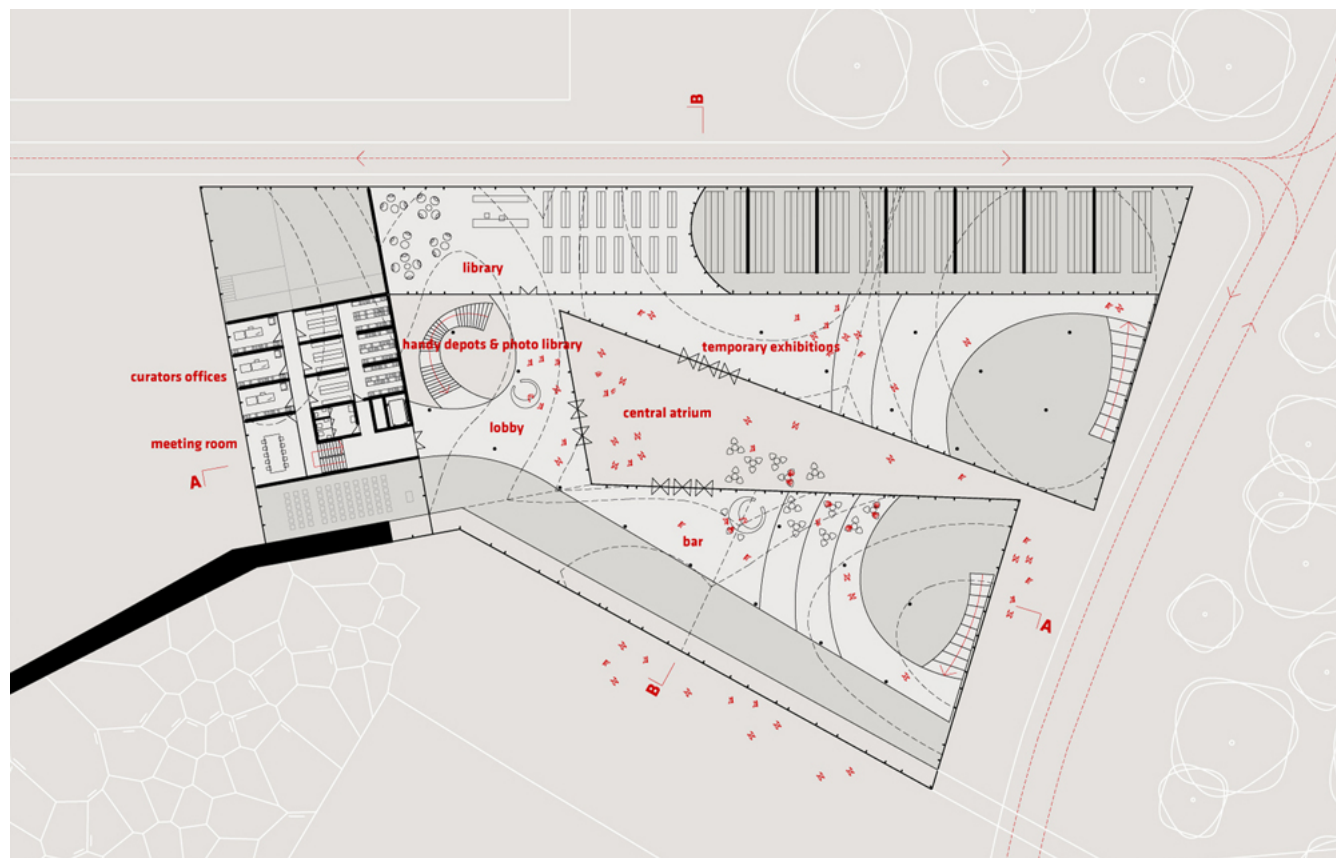 B
library
handy depots & photo library
temporary exhibitions
curators offices
central atrium
lobby
meeting room
A
bar
A
B